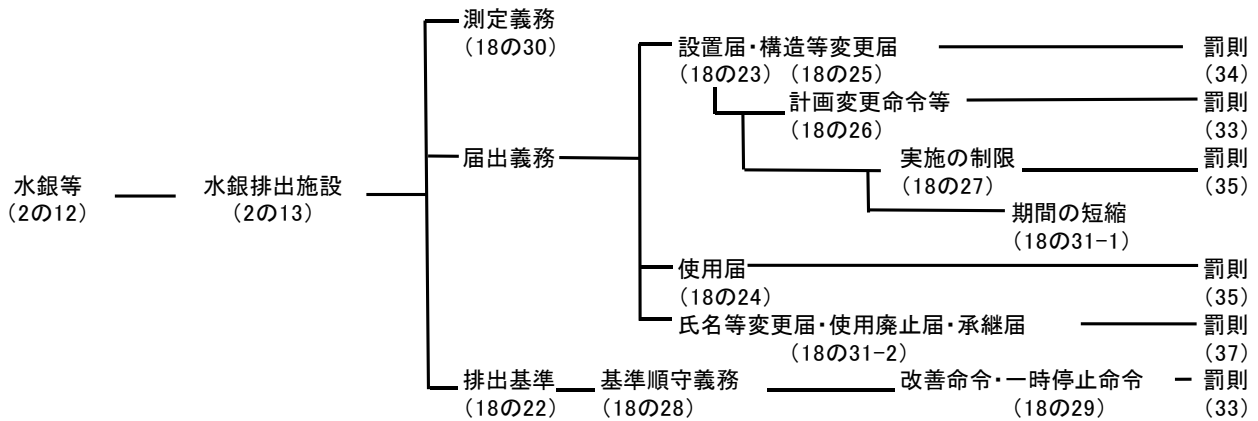 測定義務
(18の30)
設置届・構造等変更届 罰則
(18の23) (18の25) (34)
計画変更命令等 罰則
(18の26) (33)
届出義務 実施の制限 罰則
(18の27) (35)
水銀等 水銀排出施設
(2の12) (2の13)
期間の短縮
(18の31-1)
使用届 罰則
(18の24) (35)
氏名等変更届・使用廃止届・承継届 罰則
(18の31-2) (37)
排出基準 基準順守義務 改善命令・一時停止命令 罰則
(18の22) (18の28) (18の29) (33)